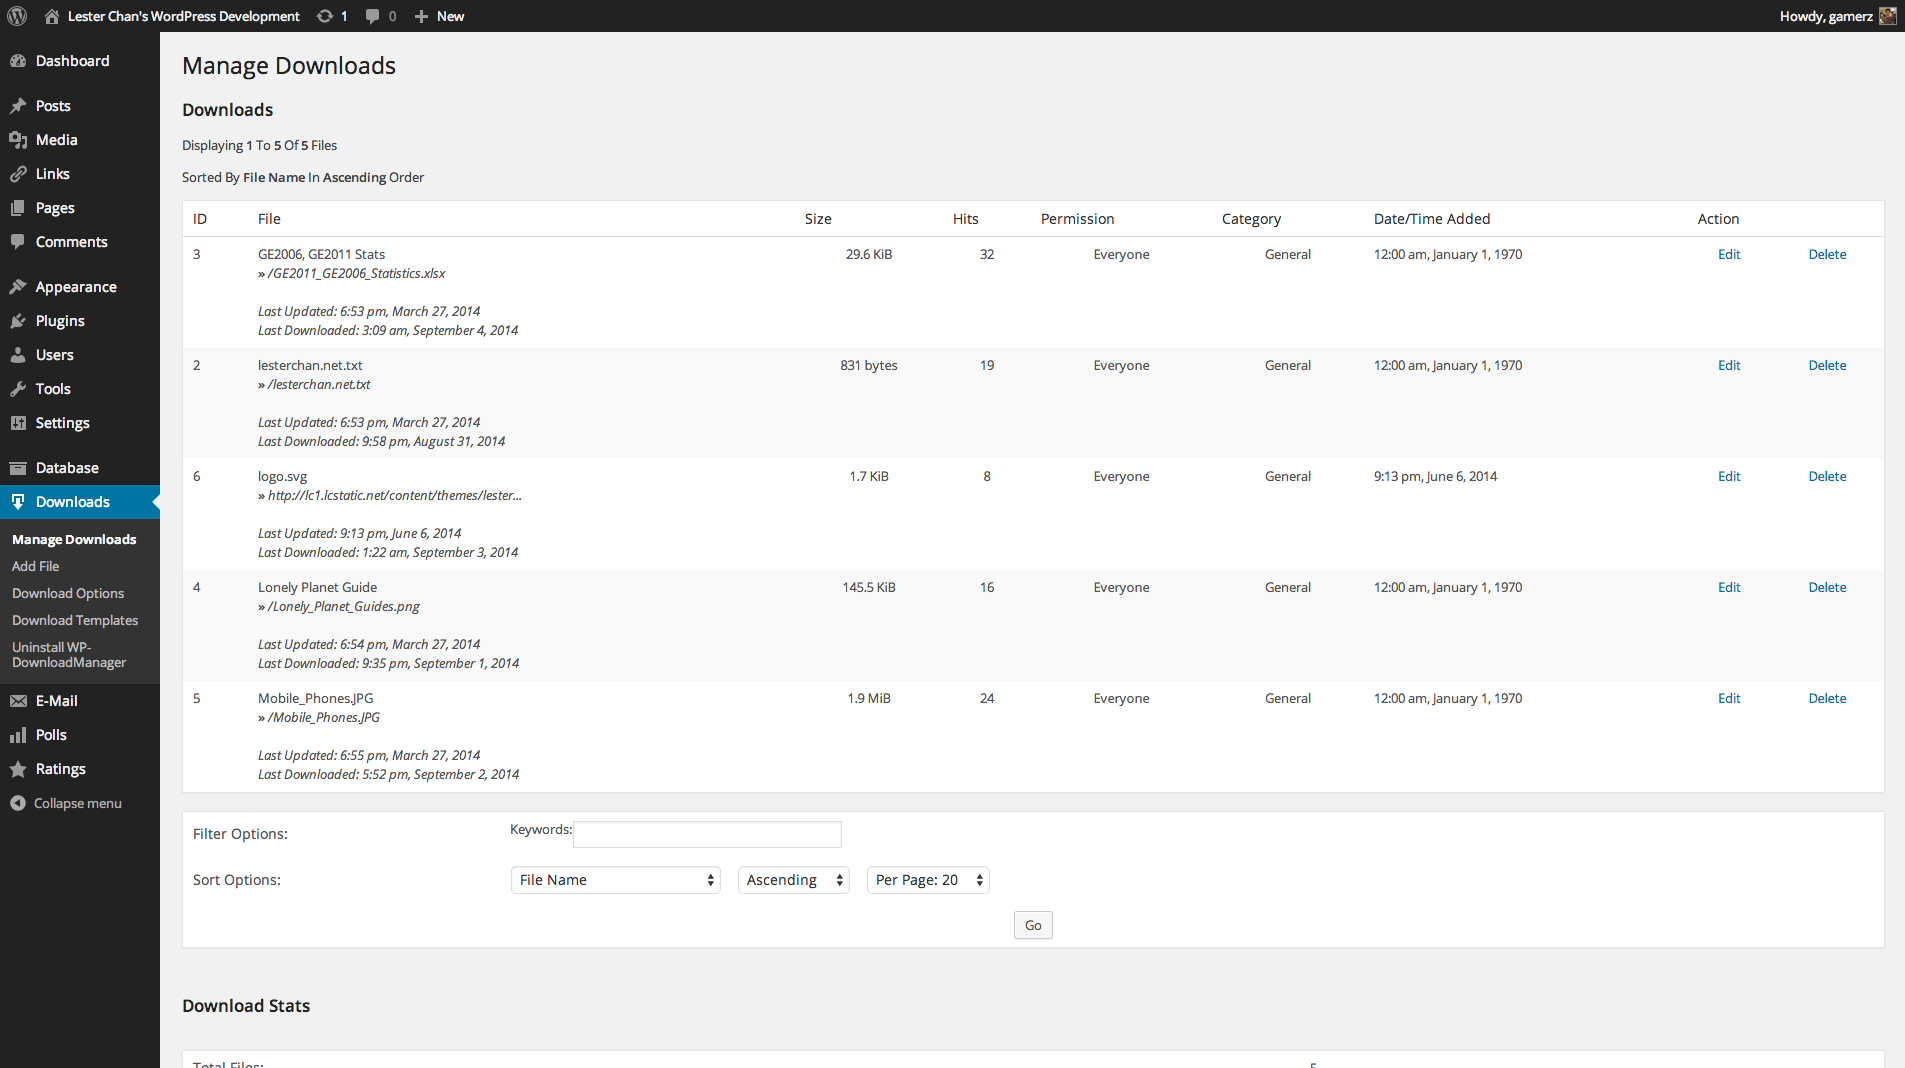 Lester Chan's WordPress Development 1 0 New Howdy, gamerz
Dashboard
Posts
Media
Links
Pages
Comments
Appearance
Plugins
Users
Tools
Settings
Database
Downloads
Manage Downloads
Add File
Download Options
Download Templates
Uninstall WP-
DownloadManager
E-Mail
Polls
Ratings
Collapse menu
Manage Downloads
Downloads
Displaying 1 To 5 Of 5 Files
Sorted By File Name In Ascending Order
ID File Size Hits Permission Category Date/Time Added Action
3 GE2006, GE2011 Stats 29.6 KiB 32 Everyone General 12:00 am, January 1, 1970 Edit Delete
» /GE2011_GE2006_Statistics.xlsx
Last Updated: 6:53 pm, March 27, 2014
Last Downloaded: 3:09 am, September 4, 2014
2 lesterchan.net.txt 831 bytes 19 Everyone General 12:00 am, January 1, 1970 Edit Delete
» /lesterchan.net.txt
Last Updated: 6:53 pm, March 27, 2014
Last Downloaded: 9:58 pm, August 31, 2014
6 logo.svg 1.7 KiB 8 Everyone General 9:13 pm, June 6, 2014 Edit Delete
» http://lc1.lcstatic.net/content/themes/lester...
Last Updated: 9:13 pm, June 6, 2014
Last Downloaded: 1:22 am, September 3, 2014
4 Lonely Planet Guide 145.5 KiB 16 Everyone General 12:00 am, January 1, 1970 Edit Delete
» /Lonely_Planet_Guides.png
Last Updated: 6:54 pm, March 27, 2014
Last Downloaded: 9:35 pm, September 1, 2014
5 Mobile_Phones.JPG 1.9 MiB 24 Everyone General 12:00 am, January 1, 1970 Edit Delete
» /Mobile_Phones.JPG
Last Updated: 6:55 pm, March 27, 2014
Last Downloaded: 5:52 pm, September 2, 2014
Filter Options: Keywords:
Sort Options: File Name Ascending Per Page: 20
Go
Download Stats
Total Files: 5